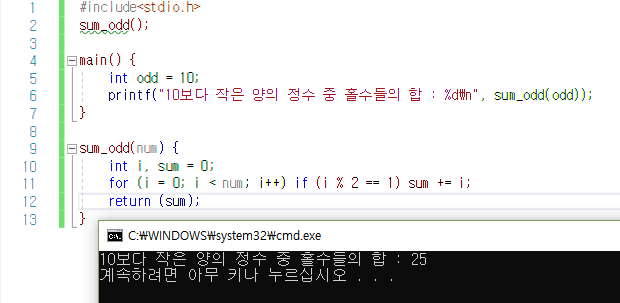 1 #include<stdio.h>
2 sum_odd();
3
4 main() {
5 int odd = 10;
6 printf("10보다 작은 양의 정수 중 홀수들의 합 : %d₩n", sum_odd(odd));
7 }
8
9 sum_odd(num) {
10 int i, sum = 0;
11 for (i = 0; i < num; i++) if (i % 2 == 1) sum += i;
12 return (sum);
13 }
C:₩WINDOWS₩system32₩cmd.exe
10보다 작은 양의 정수 중 홀수들의 합 : 25
계속하려면 아무 키나 누르십시오 . . .